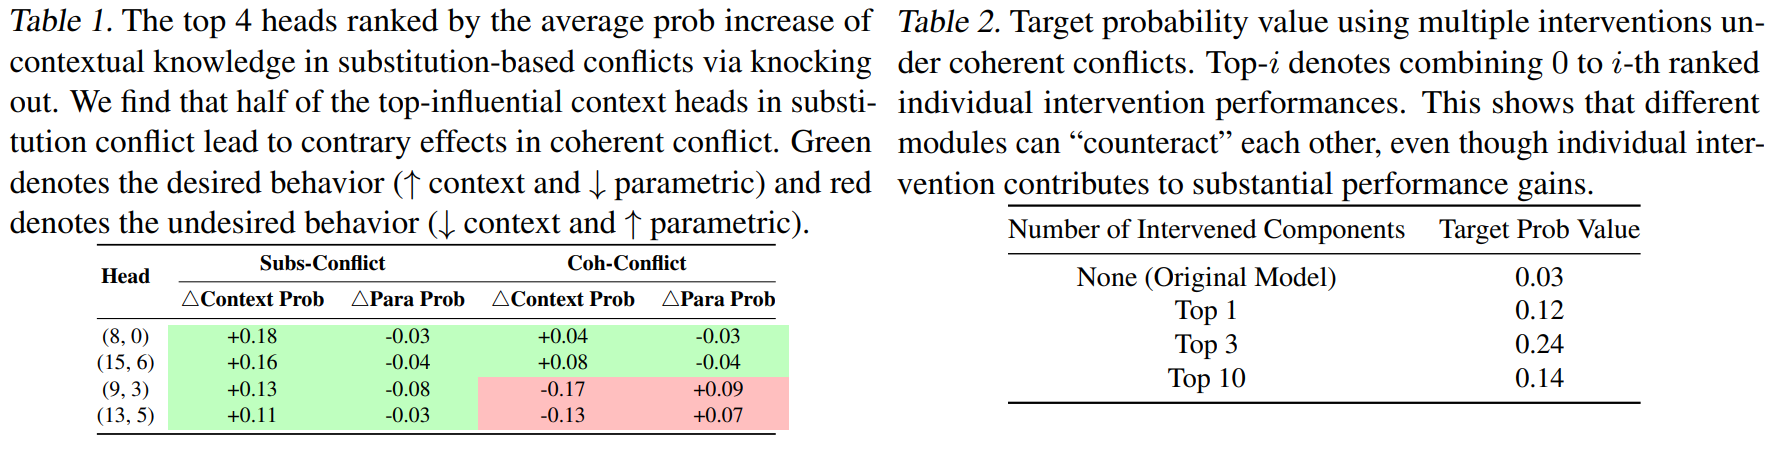 Table 1. The top 4 heads ranked by the average prob increase of
contextual knowledge in substitution-based conflicts via knocking
out. We find that half of the top-influential context heads in substi-
tution conflict lead to contrary effects in coherent conflict. Green
denotes the desired behavior (↑ context and ↓ parametric) and red
denotes the undesired behavior (↓ context and ↑ parametric).
Head Subs-Conflict Coh-Conflict
△Context Prob △Para Prob △Context Prob △Para Prob
(8, 0) +0.18 -0.03 +0.04 -0.03
(15, 6) +0.16 -0.04 +0.08 -0.04
(9, 3) +0.13 -0.08 -0.17 +0.09
(13, 5) +0.11 -0.03 -0.13 +0.07
Table 2. Target probability value using multiple interventions un-
der coherent conflicts. Top-i denotes combining 0 to i-th ranked
individual intervention performances. This shows that different
modules can “counteract” each other, even though individual inter-
vention contributes to substantial performance gains.
Number of Intervened Components Target Prob Value
None (Original Model) 0.03
Top 1 0.12
Top 3 0.24
Top 10 0.14